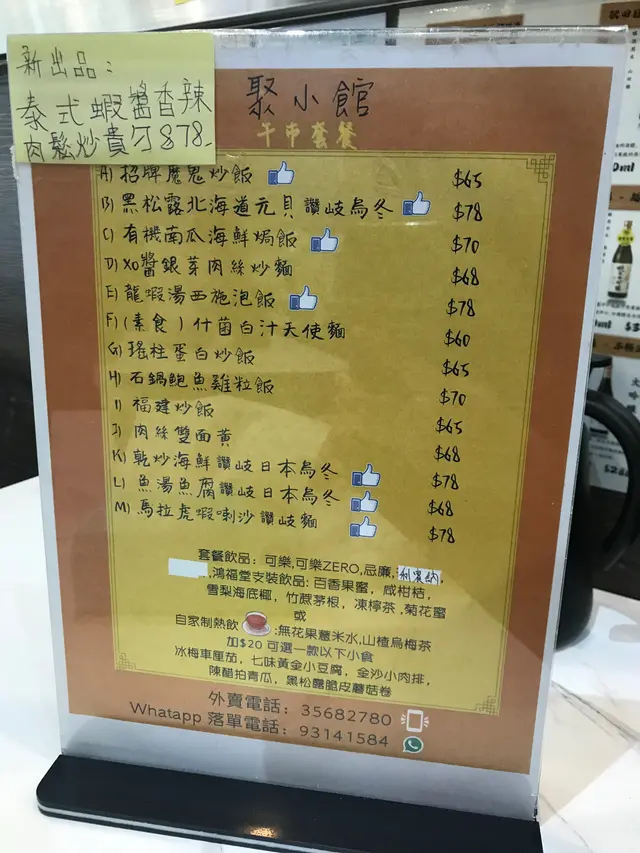 新出品：
泰式蝦醬香辣
肉鬆炒貴刁$78.
聚小館
午市套餐
A) 招牌魔鬼炒飯 $65
B) 黑松露北海道元貝讚岐烏冬 $78
C) 有機南瓜海鮮焗飯 $70
D) XO醬銀芽肉絲炒麵 $68
E) 龍蝦湯西施泡飯 $78
F) (素食)什菌白汁天使麵 $60
G) 瑤柱蛋白炒飯 $65
H) 石鍋鮑魚雞粒飯 $70
I) 福建炒飯 $65
J) 肉絲雙面黃 $68
K) 乾炒海鮮讚岐日本烏冬 $78
L) 魚湯魚腐讚岐日本烏冬 $68
M) 馬拉虎蝦喇沙讚岐麵 $78
套餐飲品：可樂,可樂ZERO,忌廉,利賓納,
,鴻福堂支裝飲品: 百香果蜜，咸柑桔，
雪梨海底椰，竹蔗茅根，凍檸茶，菊花蜜
或
自家制熱飲 :無花果薏米水,山楂烏梅茶
加$20 可選一款以下小食
冰梅車厘茄，七味黃金小豆腐，金沙小肉排，
陳醋拍青瓜，黑松露脆皮蘑菇卷
外賣電話：35682780
Whatapp 落單電話：93141584